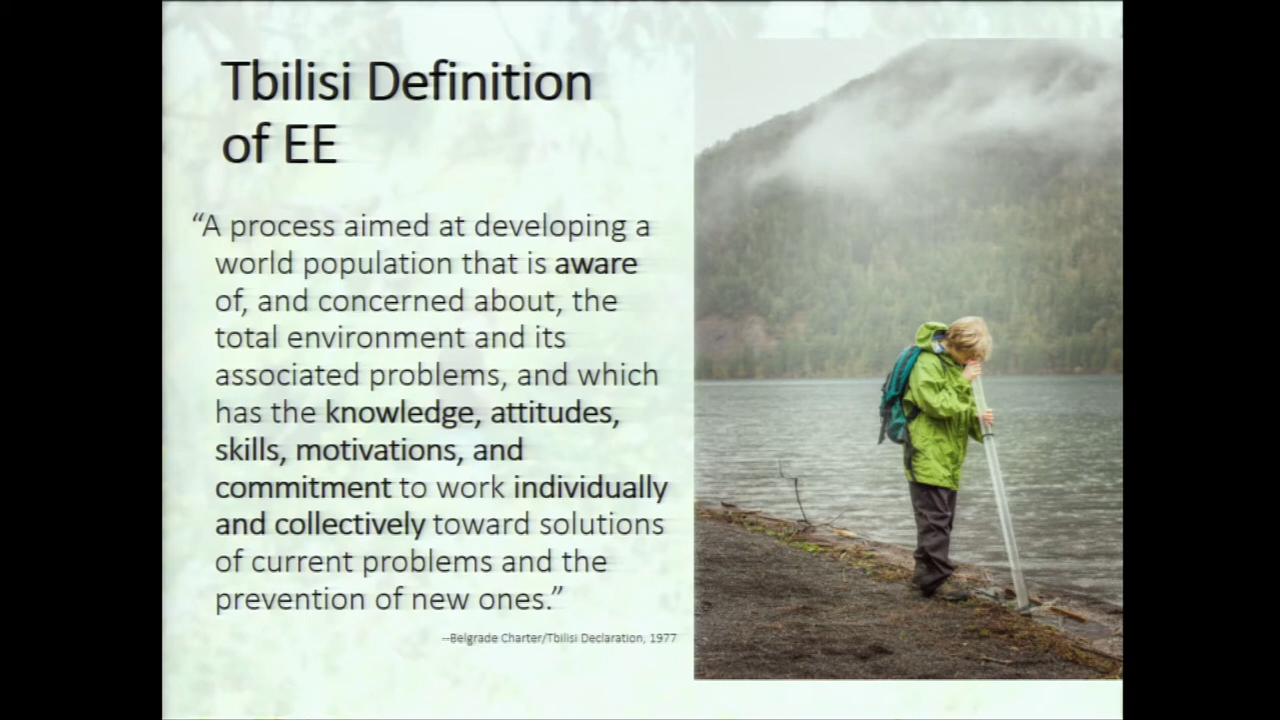 Tbilisi Definition
of EE
“A process aimed at developing a
world population that is aware
of, and concerned about, the
total environment and its
associated problems, and which
has the knowledge, attitudes,
skills, motivations, and
commitment to work individually
and collectively toward solutions
of current problems and the
prevention of new ones.”
--Belgrade Charter/Tbilisi Declaration, 1977